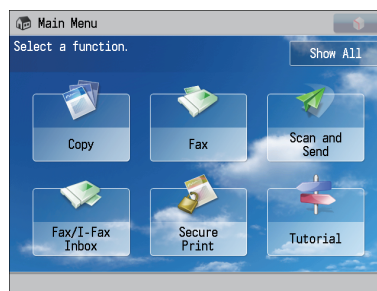 Main Menu
Select a function.
Show All
Copy
Fax
Scan and
Send
Fax/I-Fax
Inbox
Secure
Print
Tutorial